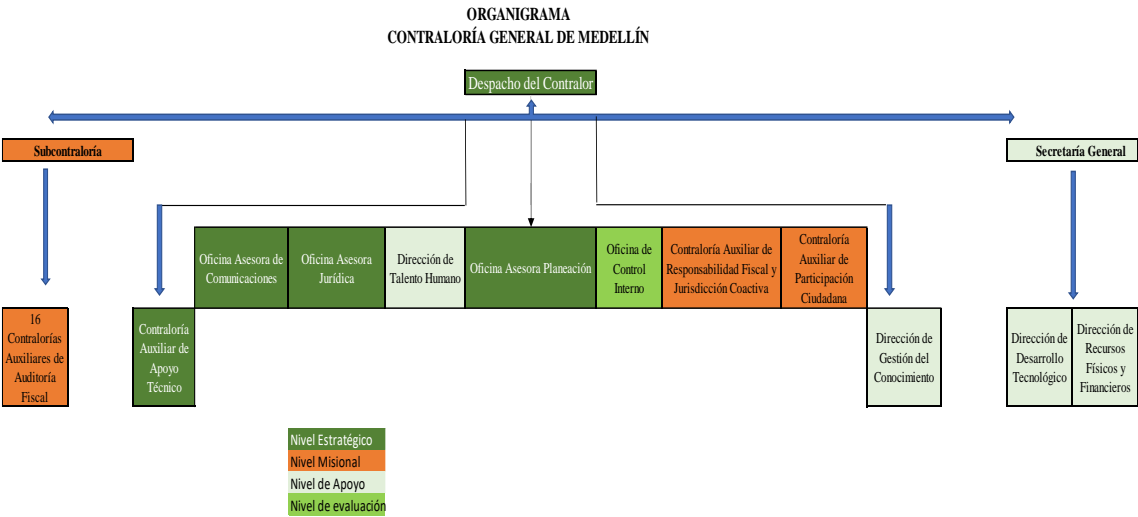 ORGANIGRAMA
CONTRALORÍA GENERAL DE MEDELLÍN
Despacho del Contralor
Subcontraloría
Secretaría General
Oficina Asesora de
Comunicaciones
Oficina Asesora
Jurídica
Dirección de
Talento Humano
Oficina Asesora Planeación
Oficina de
Control
Interno
Contraloría Auxiliar de
Responsabilidad Fiscal y
Jurisdicción Coactiva
Contraloría
Auxiliar de
Participación
Ciudadana
16
Contralorías
Auxiliares de
Auditoría
Fiscal
Contraloría
Auxiliar de
Apoyo
Técnico
Dirección de
Gestión del
Conocimiento
Dirección de
Desarrollo
Tecnológico
Dirección de
Recursos
Físicos y
Financieros
Nivel Estratégico
Nivel Misional
Nivel de Apoyo
Nivel de evaluación